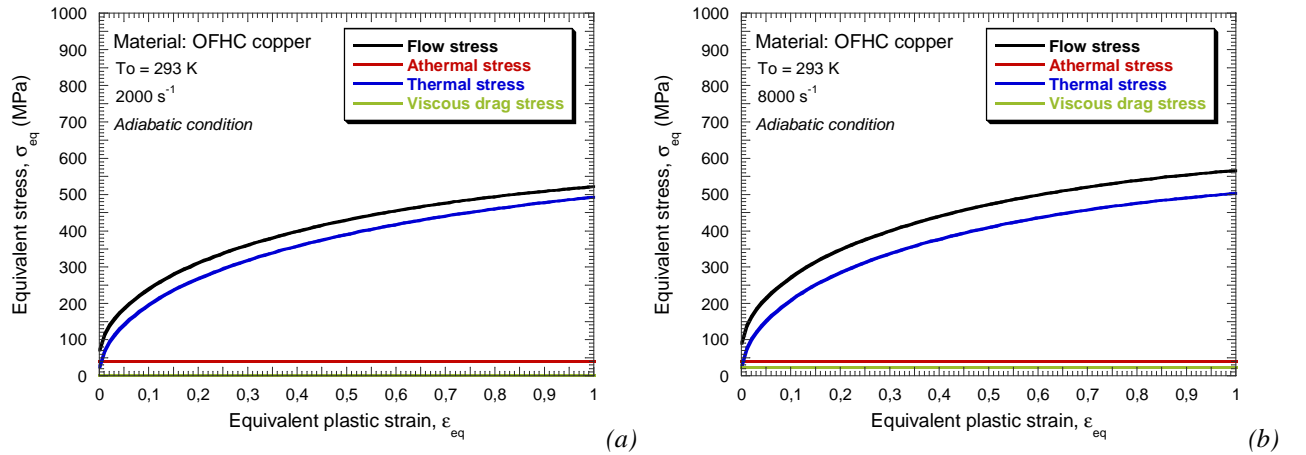 1000
900
800
700
600
500
400
300
200
100
0
Equivalent stress, σeq (MPa)
Material: OFHC copper
To = 293 K
2000 s-1
Adiabatic condition
Flow stress
Athermal stress
Thermal stress
Viscous drag stress
0 0,1 0,2 0,3 0,4 0,5 0,6 0,7 0,8 0,9 1
Equivalent plastic strain, εeq
(a)
1000
900
800
700
600
500
400
300
200
100
0
Equivalent stress, σeq (MPa)
Material: OFHC copper
To = 293 K
8000 s-1
Adiabatic condition
Flow stress
Athermal stress
Thermal stress
Viscous drag stress
0 0,1 0,2 0,3 0,4 0,5 0,6 0,7 0,8 0,9 1
Equivalent plastic strain, εeq
(b)